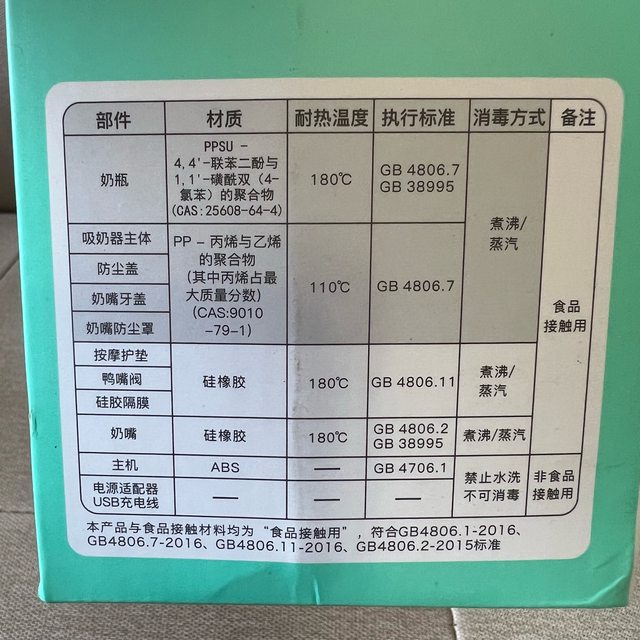 部件 材质 耐热温度 执行标准 消毒方式 备注
奶瓶
PPSU -
4,4'-联苯二酚与
1,1'-磺酰双(4-
氯苯)的聚合物
(CAS:25608-64-4)
180℃
GB 4806.7
GB 38995
煮沸/
蒸汽
食品
接触用
吸奶器主体
防尘盖
奶嘴牙盖
奶嘴防尘罩
PP - 丙烯与乙烯
的聚合物
(其中丙烯占最
大质量分数)
(CAS:9010
-79-1)
110℃
GB 4806.7
按摩护垫
鸭嘴阀
硅胶隔膜
硅橡胶
180℃
GB 4806.11
煮沸/
蒸汽
奶嘴
硅橡胶
180℃
GB 4806.2
GB 38995
煮沸/蒸汽
主机
ABS
—
GB 4706.1
禁止水洗
不可消毒
非食品
接触用
电源适配器
USB充电线
—
—
—
本产品与食品接触材料均为“食品接触用”,符合GB4806.1-2016、
GB4806.7-2016、GB4806.11-2016、GB4806.2-2015标准